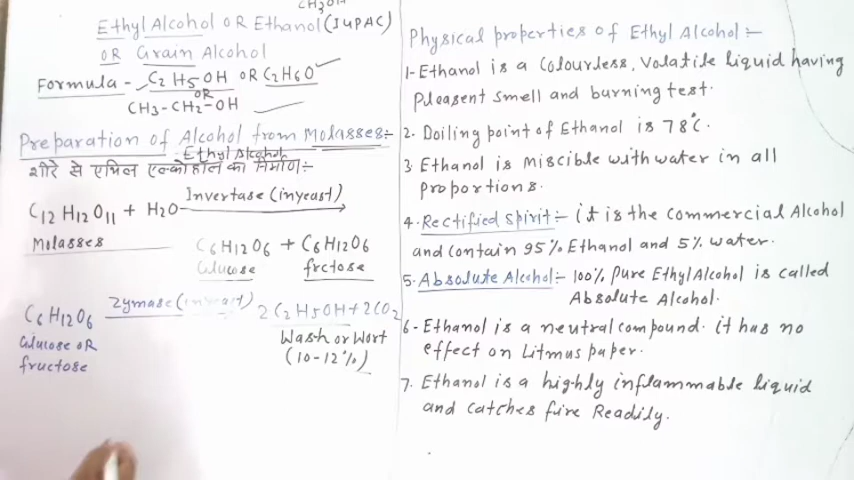 CH3OH
Ethyl Alcohol OR Ethanol (IUPAC)
OR Grain Alcohol
Formula - C2H5OH OR C2H6O
OR
CH3-CH2-OH
Preparation of Alcohol from Molasses:-
Ethyl Alcohol
शीरे से एथिल एल्कोहॉल का निर्माण:-
Invertase (inyeast)
C12H12O11 + H2O
Molasses
C6H12O6 + C6H12O6
Glucose frctose
C6H12O6 Zymase (inyeast) 2C2H5OH+2CO2
Glucose OR
fructose
Wash or Wort
(10-12%)
Physical properties of Ethyl Alcohol:-
1- Ethanol is a Colourless, Volatile liquid having
Pleasent smell and burning test.
2. Doiling point of Ethanol is 78°C.
3. Ethanol is Miscible with water in all
proportions.
4. Rectified spirit:- it is the commercial Alcohol
and contain 95% Ethanol and 5% water.
5. Absolute Alcohol:- 100% pure Ethyl Alcohol is called
Absolute Alcohol.
6- Ethanol is a neutral compound. it has no
effect on Litmus paper.
7. Ethanol is a highly inflammable liquid
and catches fire Readily.